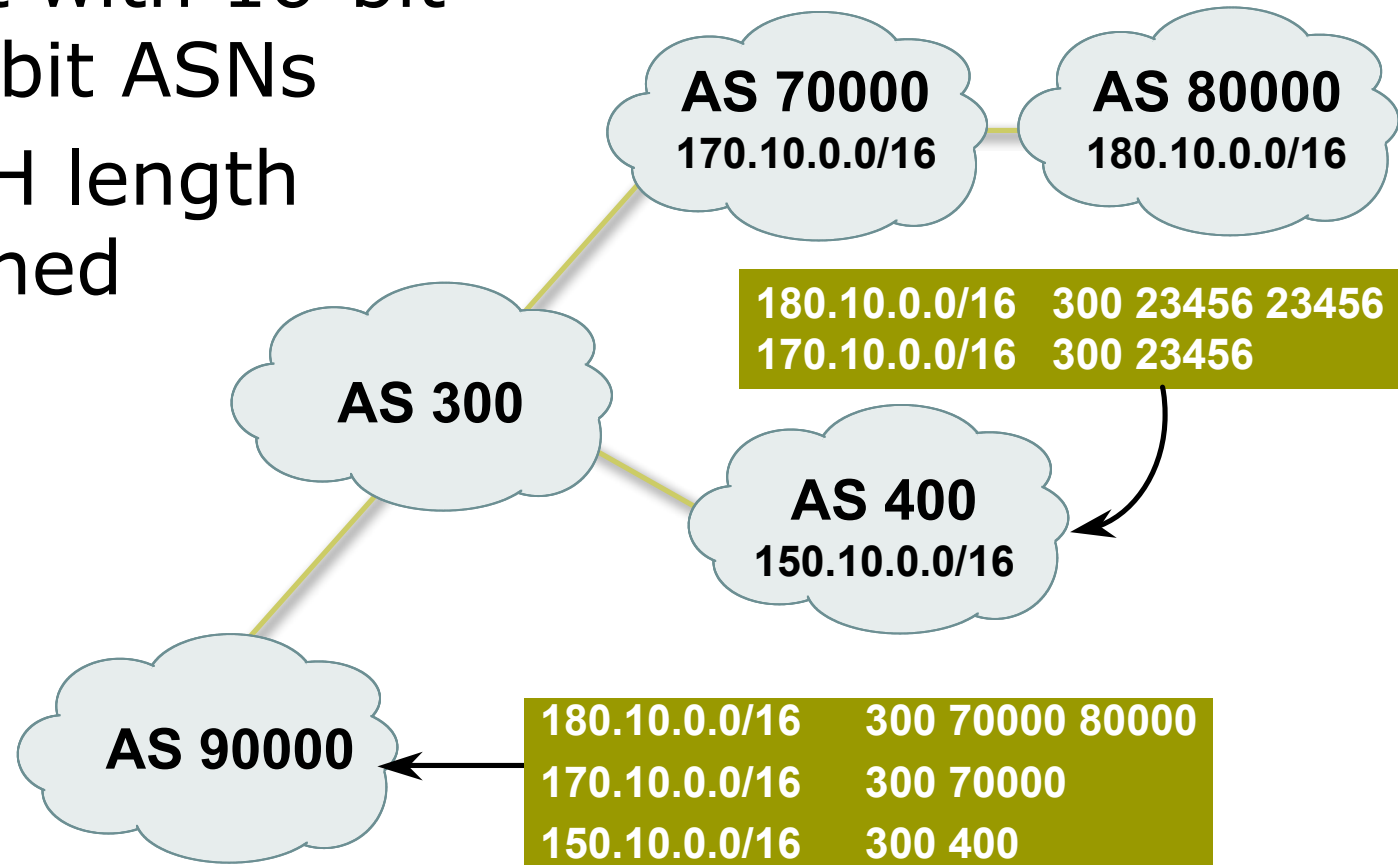 with 16-bit
bit ASNs
length
AS 70000
170.10.0.0/16
AS 80000
180.10.0.0/16
180.10.0.0/16 300 23456 23456
170.10.0.0/16 300 23456
AS 300
AS 400
150.10.0.0/16
AS 90000
180.10.0.0/16 300 70000 80000
170.10.0.0/16 300 70000
150.10.0.0/16 300 400